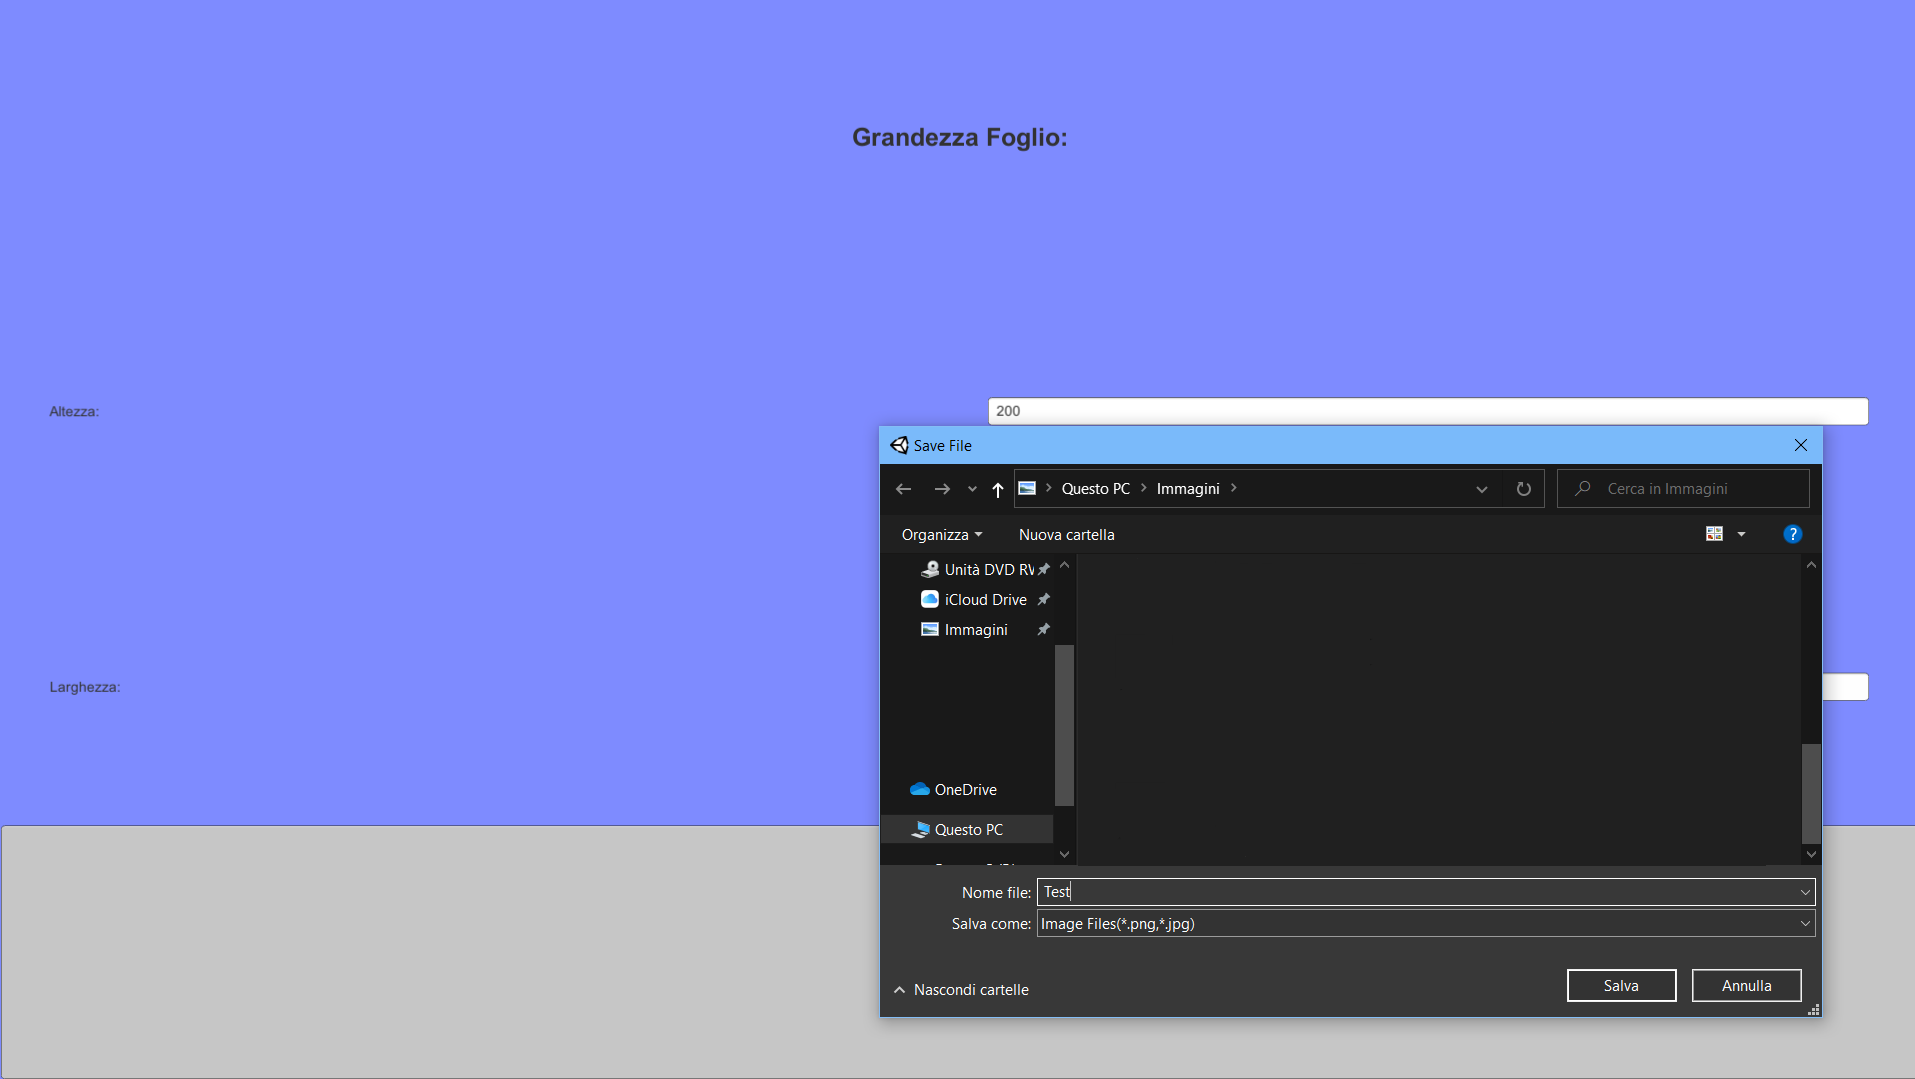 Grandezza Foglio:
Altezza:
200
Save File
Questo PC
Immagini
Cerca in Immagini
Organizza
Nuova cartella
?
Unità DVD RW
iCloud Drive
Immagini
Larghezza:
OneDrive
Questo PC
Nome file:
Test
Salva come:
Image Files(*.png,*.jpg)
Nascondi cartelle
Salva
Annulla